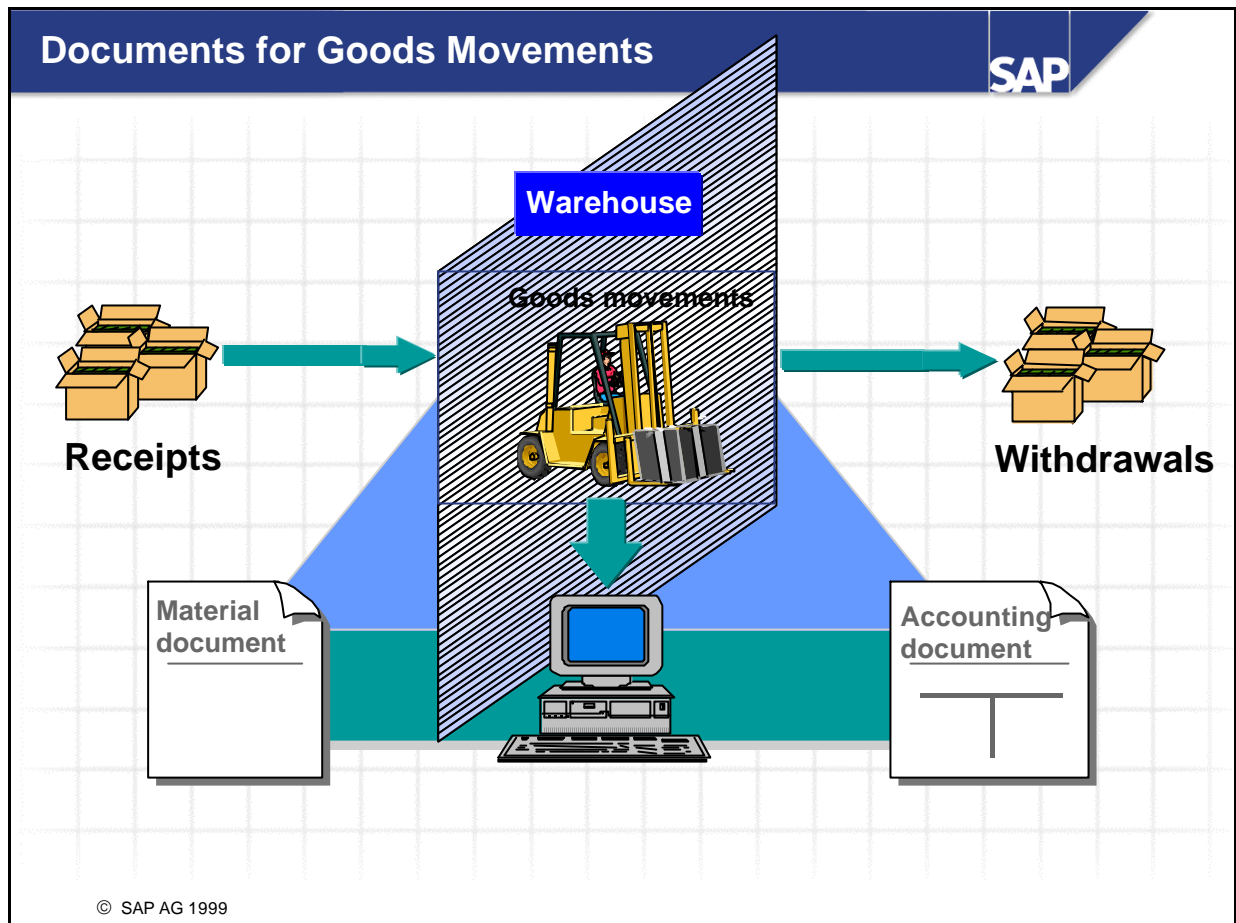 Documents for Goods Movements
SAP
Warehouse
Goods movements
Receipts
Withdrawals
Material
document
Accounting
document
© SAP AG 1999